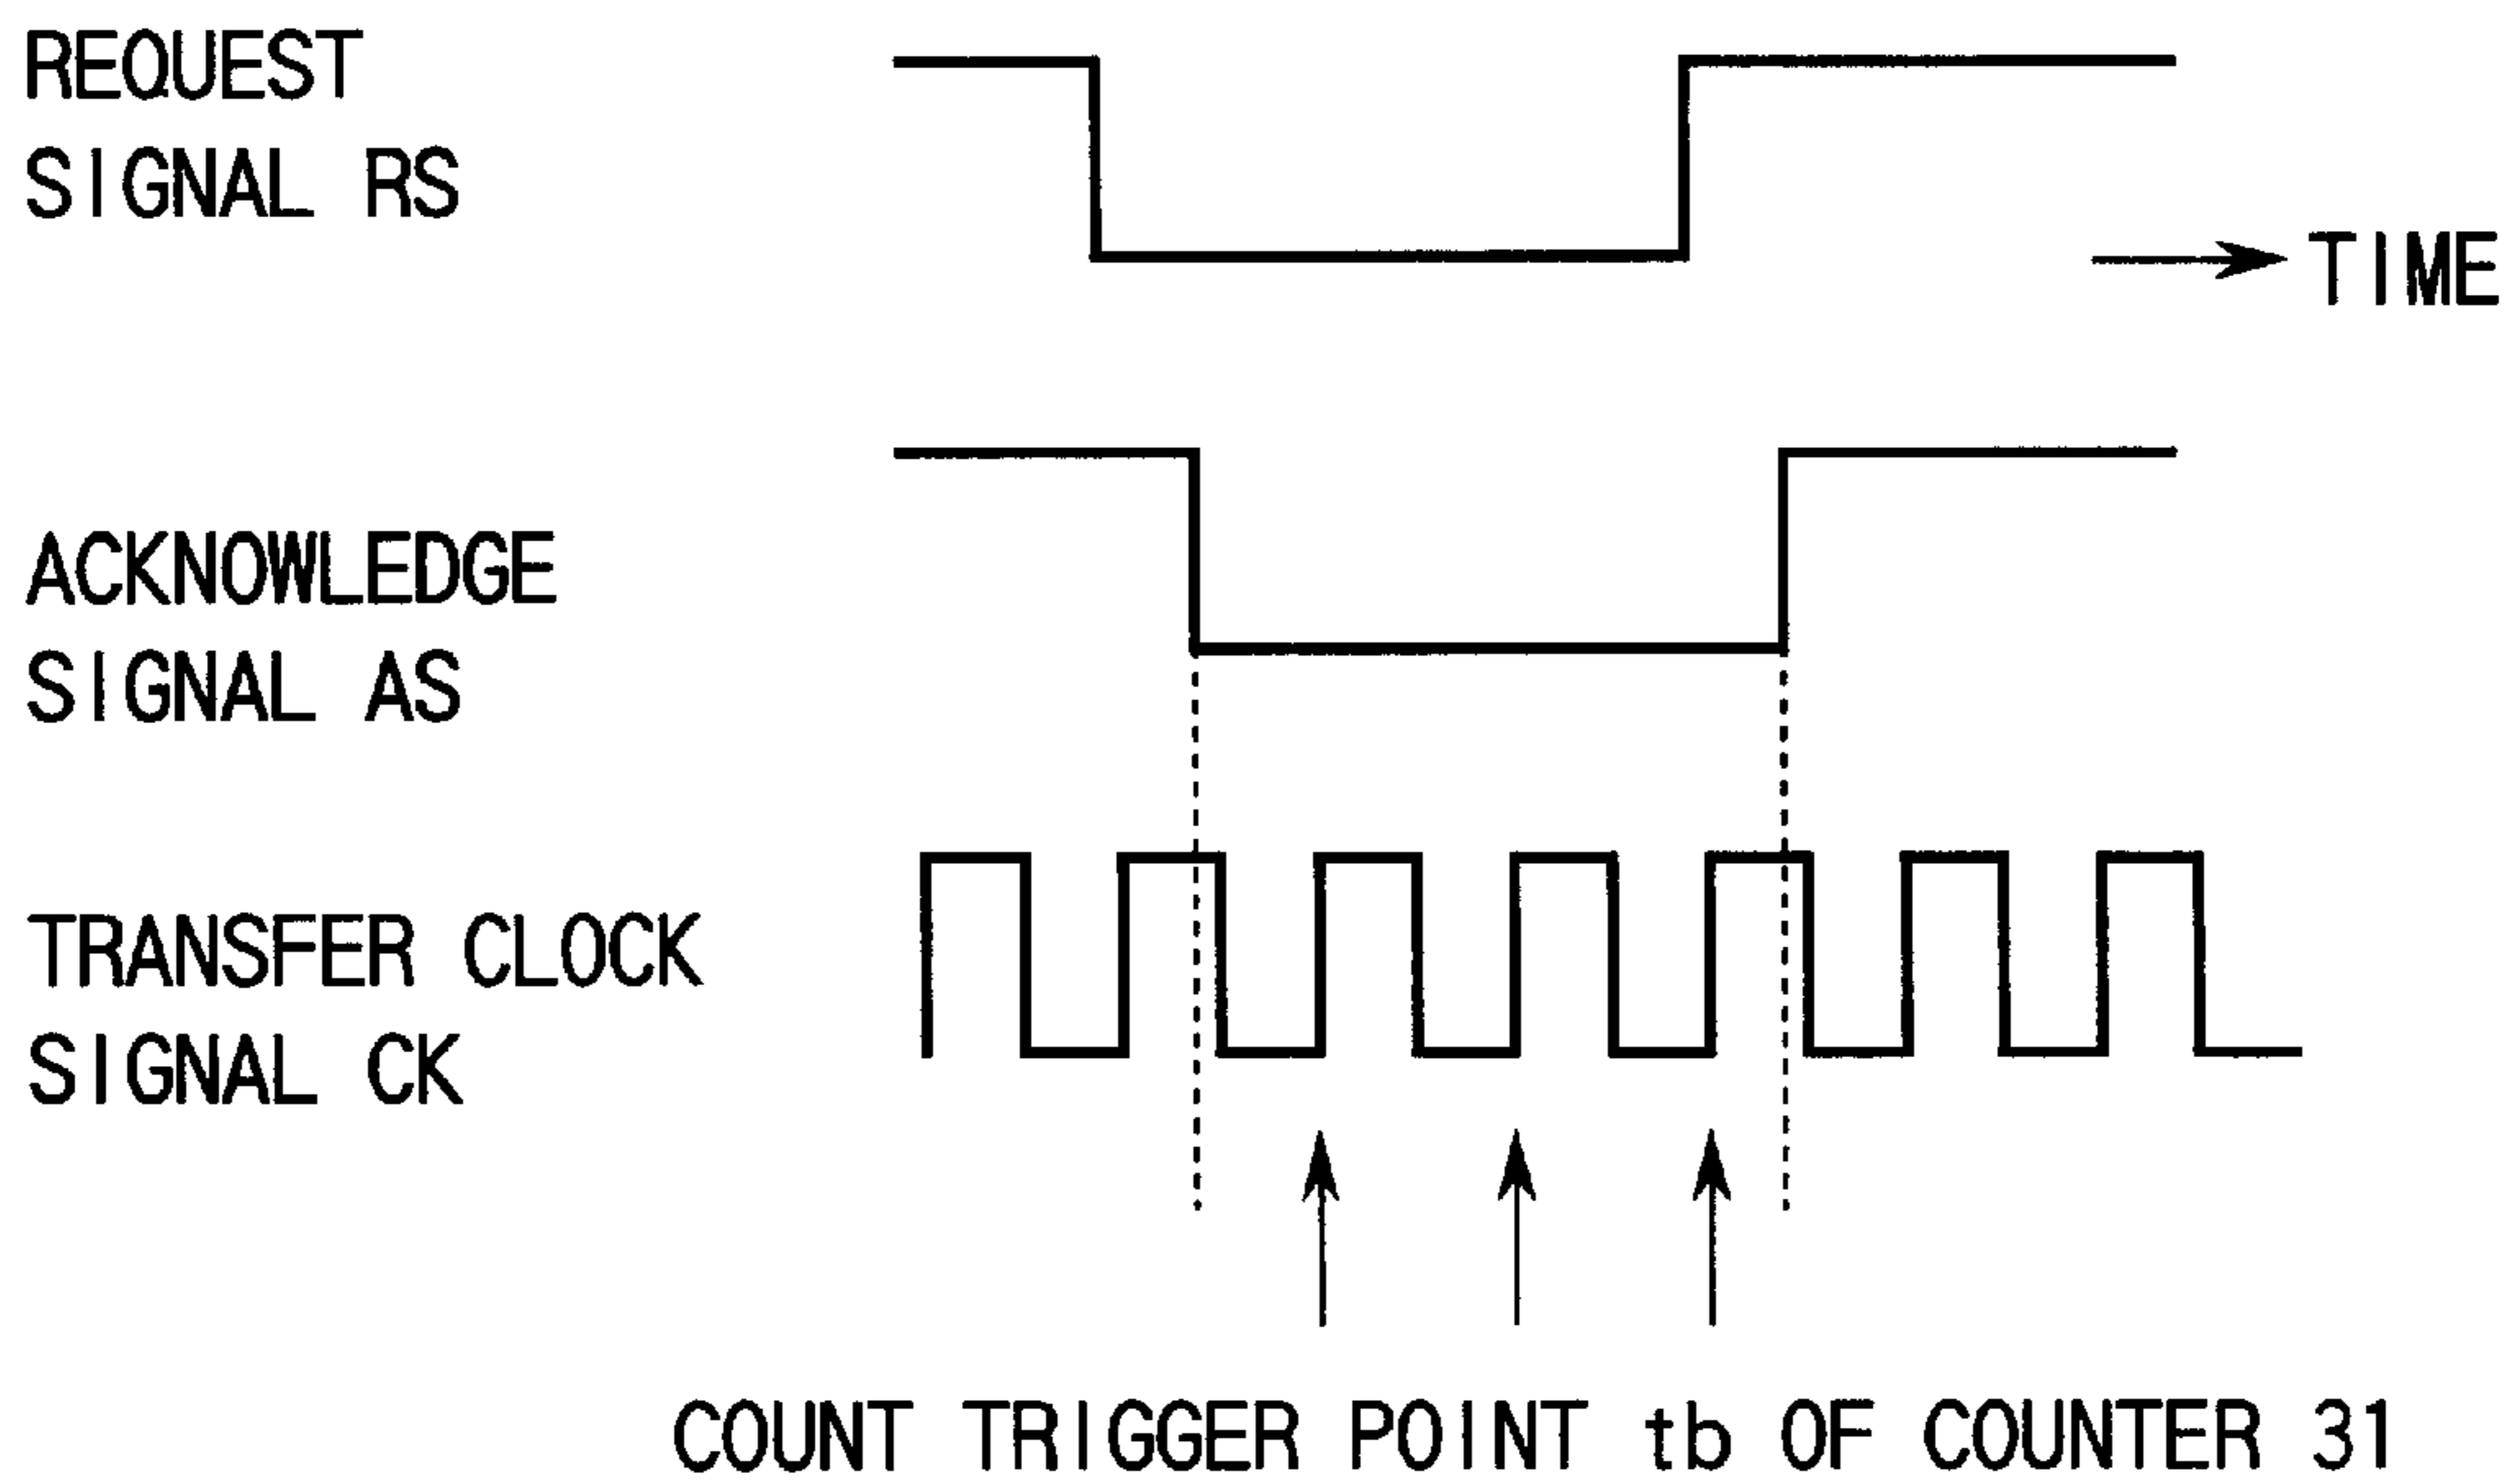 REQUEST
SIGNAL RS
TIME
ACKNOWLEDGE
SIGNAL AS
TRANSFER CLOCK
SIGNAL CK
COUNT TRIGGER POINT tb OF COUNTER 31